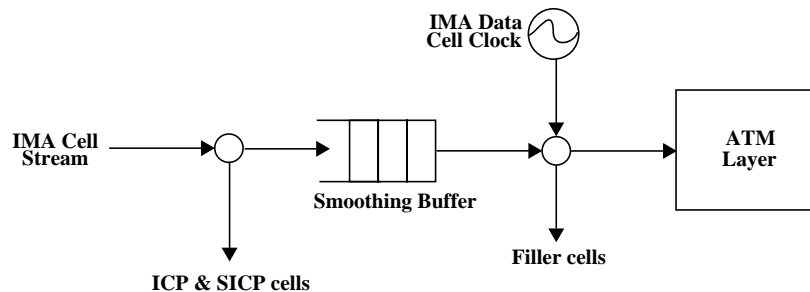 IMA Data
Cell Clock
IMA Cell
Stream
ATM
Layer
Smoothing Buffer
Filler cells
ICP & SICP cells